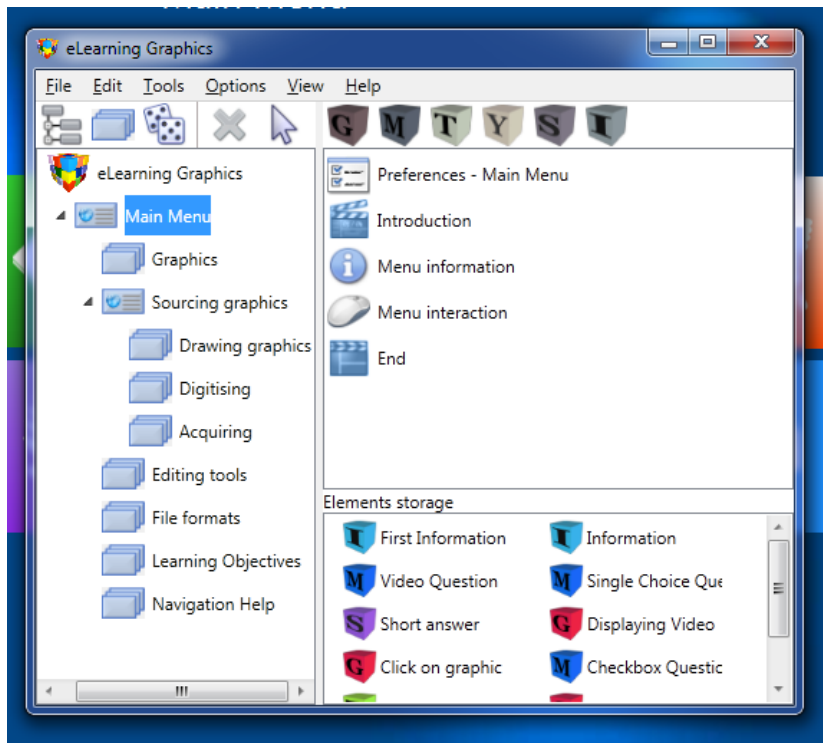 eLearning Graphics
File Edit Tools Options View Help
G M T Y S I
eLearning Graphics
Main Menu
Graphics
Sourcing graphics
Drawing graphics
Digitising
Acquiring
Editing tools
File formats
Learning Objectives
Navigation Help
Preferences - Main Menu
Introduction
Menu information
Menu interaction
End
Elements storage
I First Information
I Information
M Video Question
M Single Choice Que
S Short answer
G Displaying Video
G Click on graphic
M Checkbox Questic